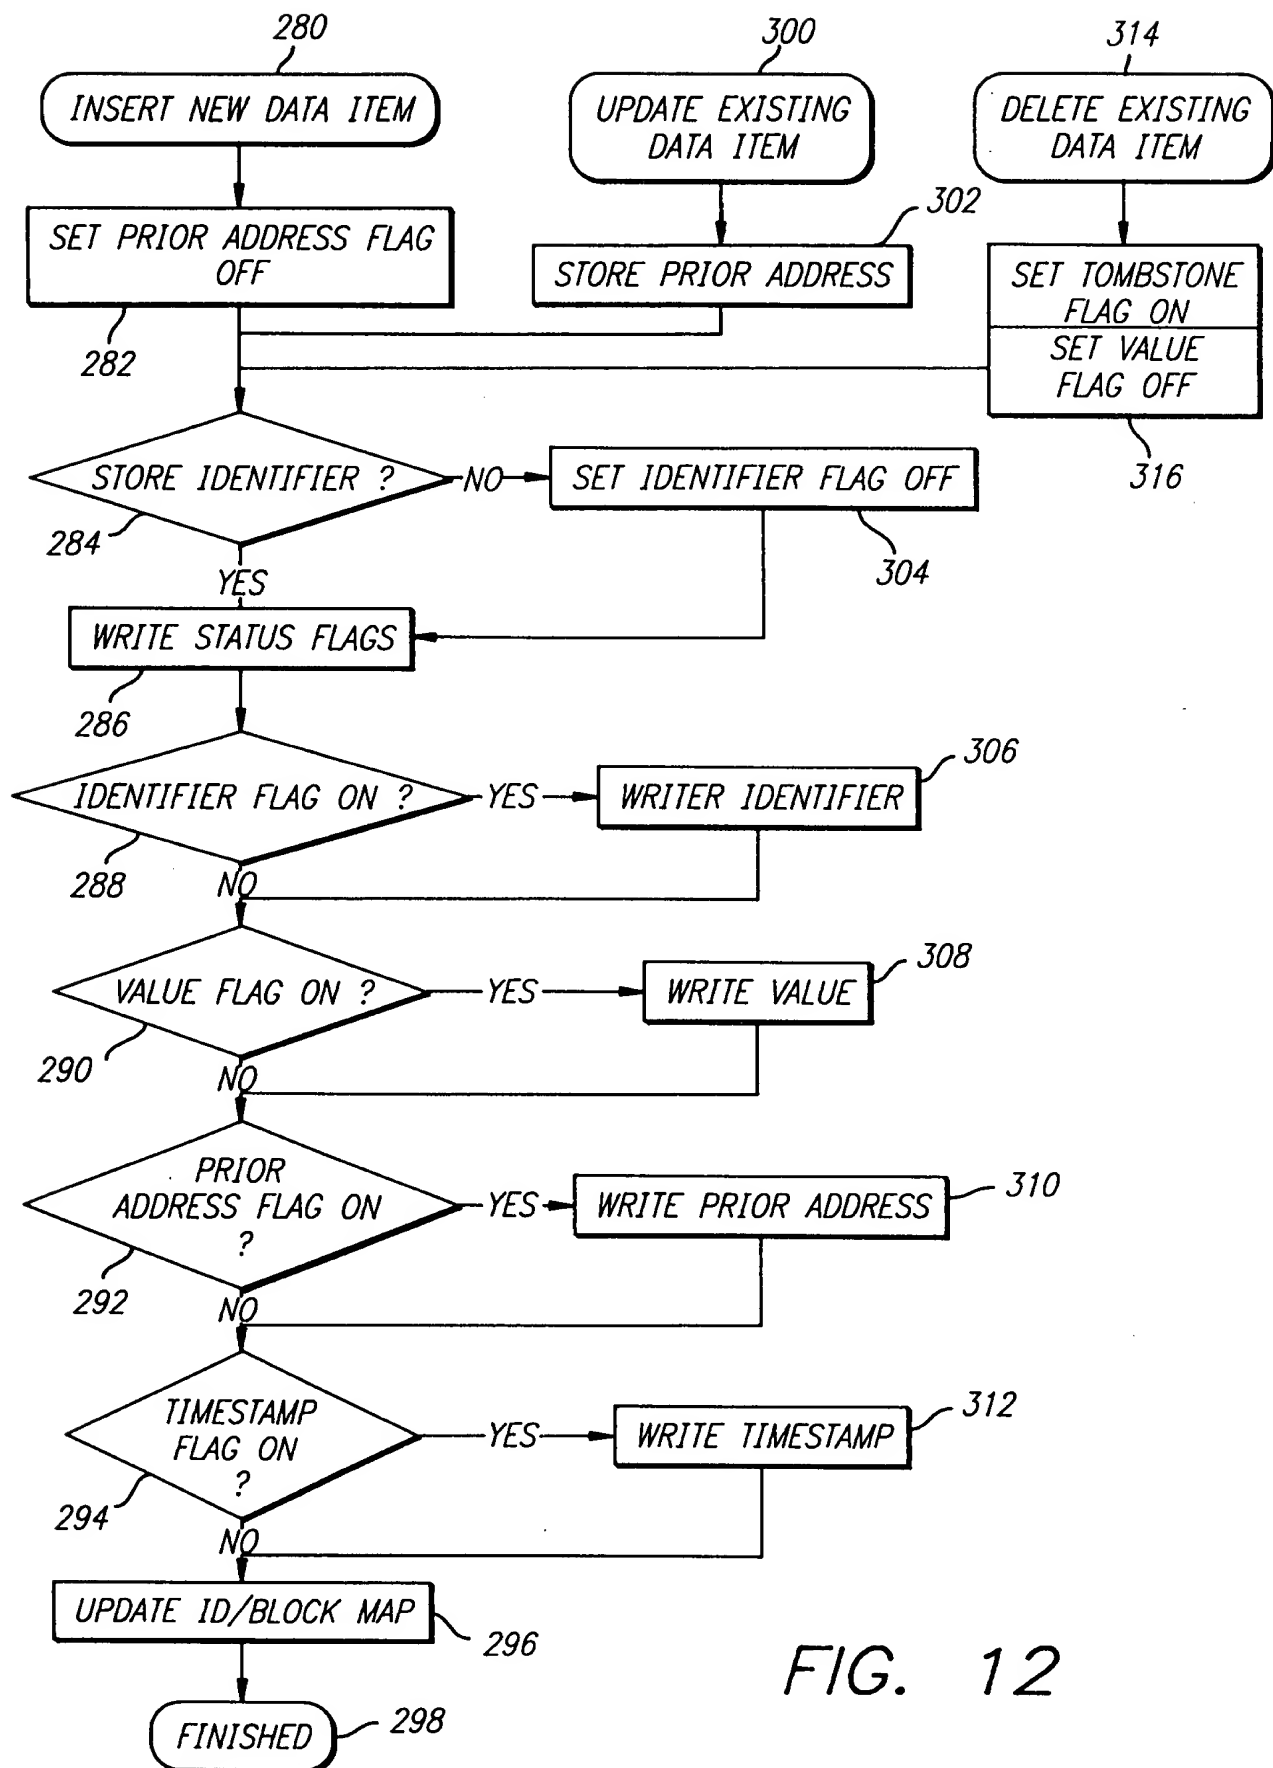 280
300
314
INSERT NEW DATA ITEM
UPDATE EXISTING
DATA ITEM
DELETE EXISTING
DATA ITEM
302
SET PRIOR ADDRESS FLAG
OFF
STORE PRIOR ADDRESS
SET TOMBSTONE
FLAG ON
SET VALUE
FLAG OFF
282
316
STORE IDENTIFIER ?
NO
SET IDENTIFIER FLAG OFF
284
304
YES
WRITE STATUS FLAGS
286
IDENTIFIER FLAG ON ?
YES
WRITER IDENTIFIER
306
288
NO
VALUE FLAG ON ?
YES
WRITE VALUE
308
290
NO
PRIOR
ADDRESS FLAG ON
?
YES
WRITE PRIOR ADDRESS
310
292
NO
TIMESTAMP
FLAG ON
?
YES
WRITE TIMESTAMP
312
294
NO
UPDATE ID/BLOCK MAP
296
FINISHED
298
FIG. 12